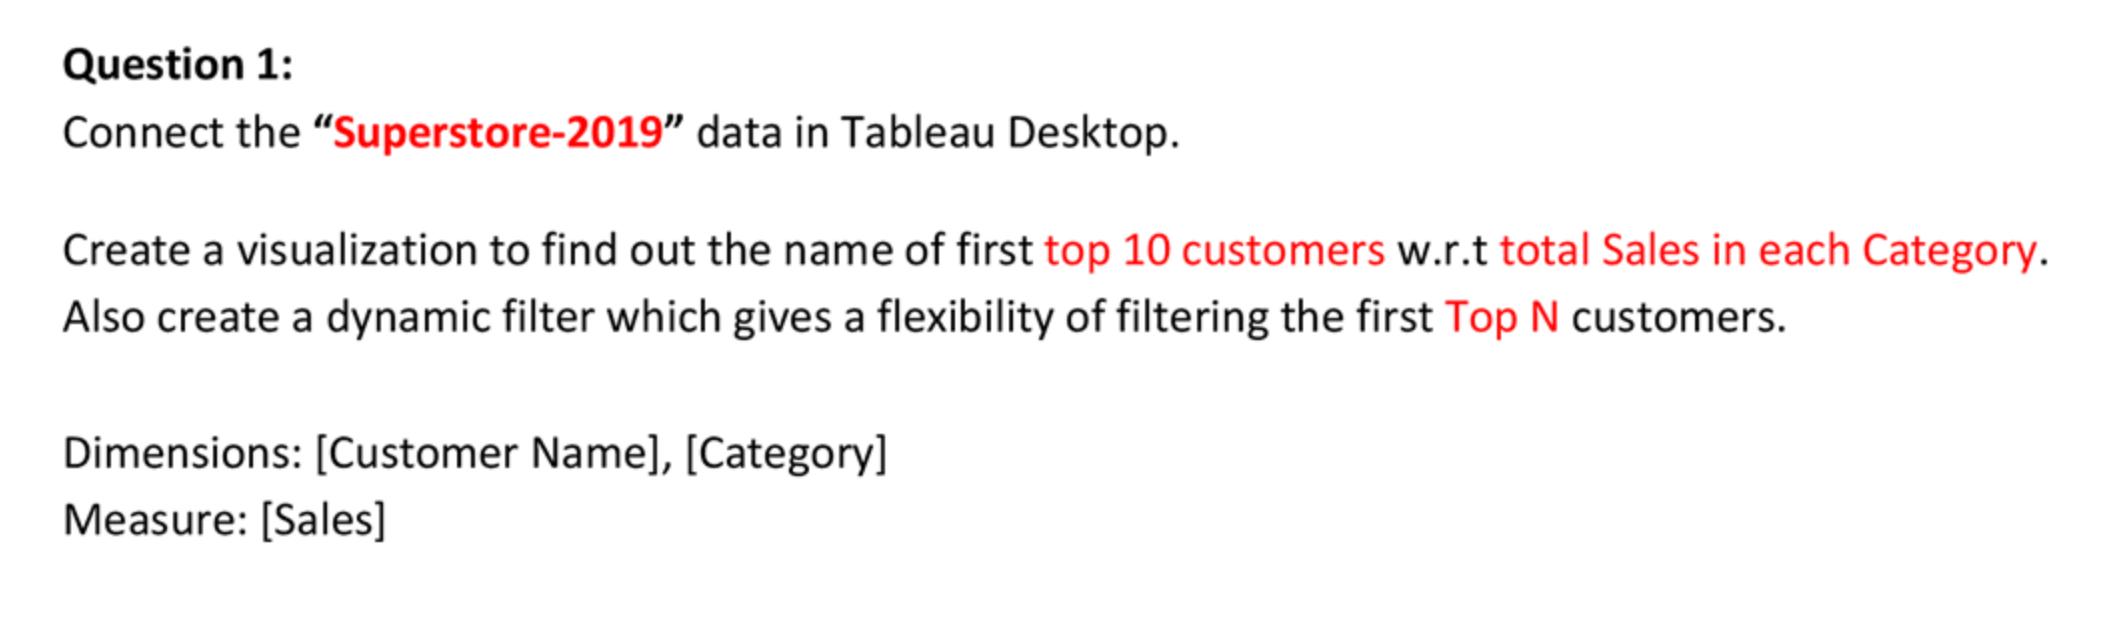 Question 1:
Connect the “Superstore-2019” data in Tableau Desktop.
Create a visualization to find out the name of first top 10 customers w.r.t total Sales in each Category.
Also create a dynamic filter which gives a flexibility of filtering the first Top N customers.
Dimensions: [Customer Name], [Category]
Measure: [Sales]